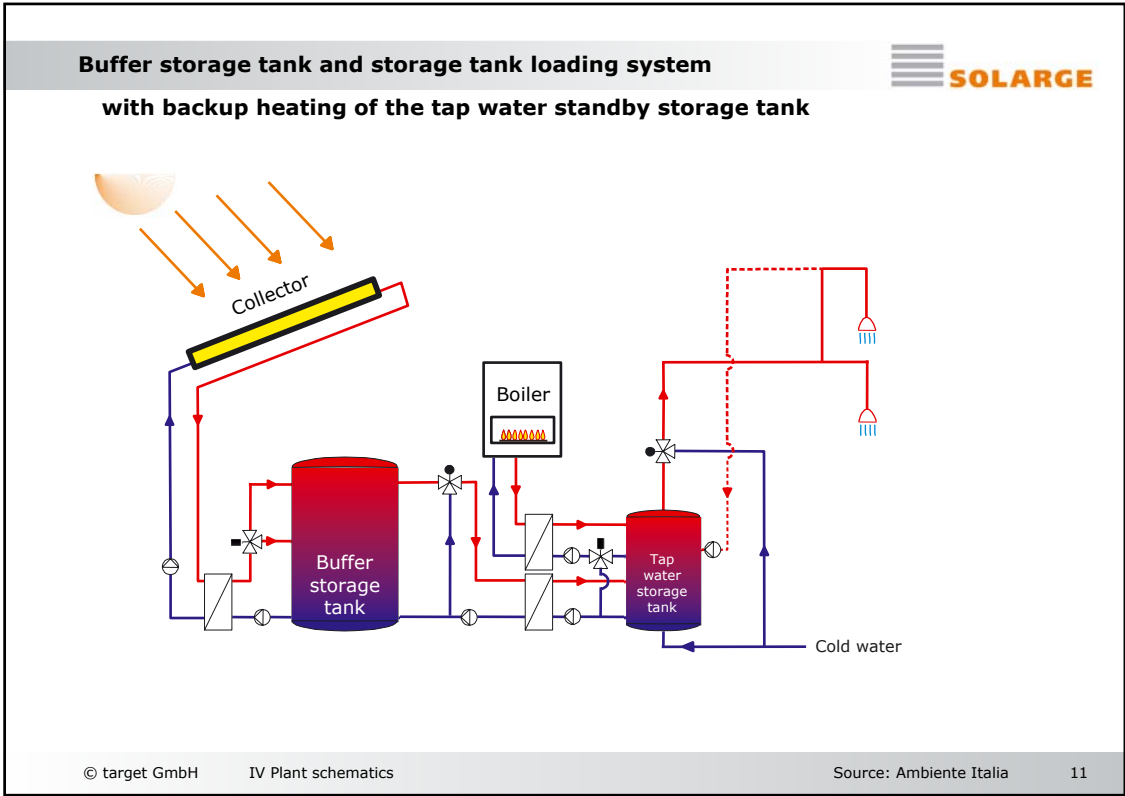 Buffer storage tank and storage tank loading system
SOLARGE
with backup heating of the tap water standby storage tank
Collector
Boiler
Buffer
storage
tank
Tap
water
storage
tank
Cold water
© target GmbH IV Plant schematics Source: Ambiente Italia 11